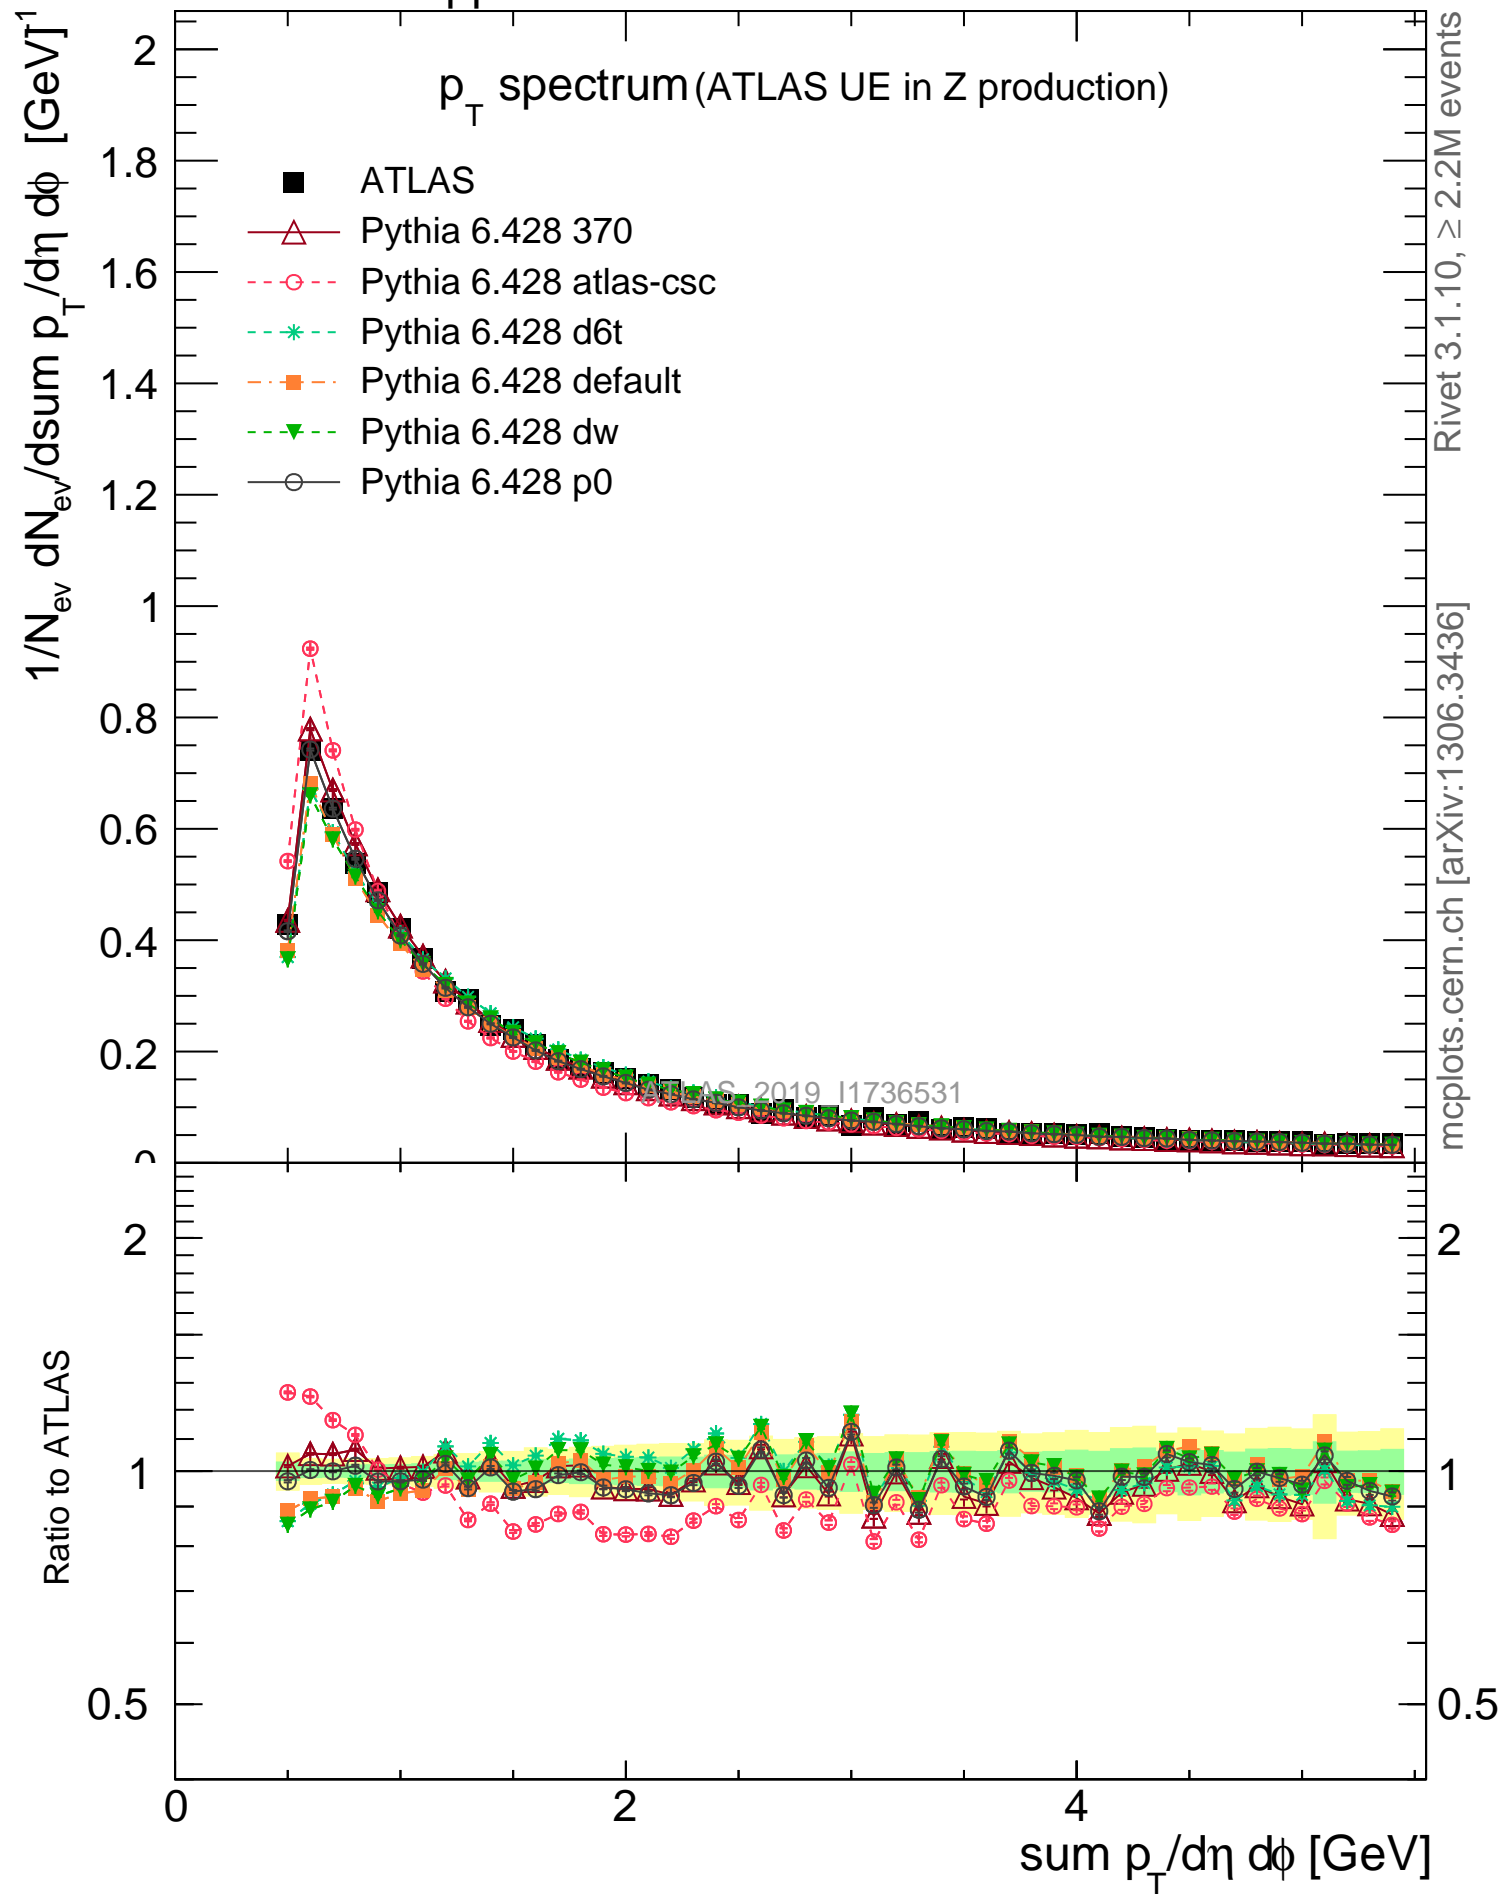 1/N_ev dN_ev/dsum p_T/dη dϕ [GeV]⁻¹
p_T spectrum (ATLAS UE in Z production)
ATLAS
Pythia 6.428 370
Pythia 6.428 atlas-csc
Pythia 6.428 d6t
Pythia 6.428 default
Pythia 6.428 dw
Pythia 6.428 p0
2
1.8
1.6
1.4
1.2
1
0.8
0.6
0.4
0.2
0
ATLAS_2019_I1736531
Rivet 3.1.10, ≥ 2.2M events
mcplots.cern.ch [arXiv:1306.3436]
Ratio to ATLAS
2
1
0.5
2
1
0.5
0
2
4
sum p_T/dη dϕ [GeV]